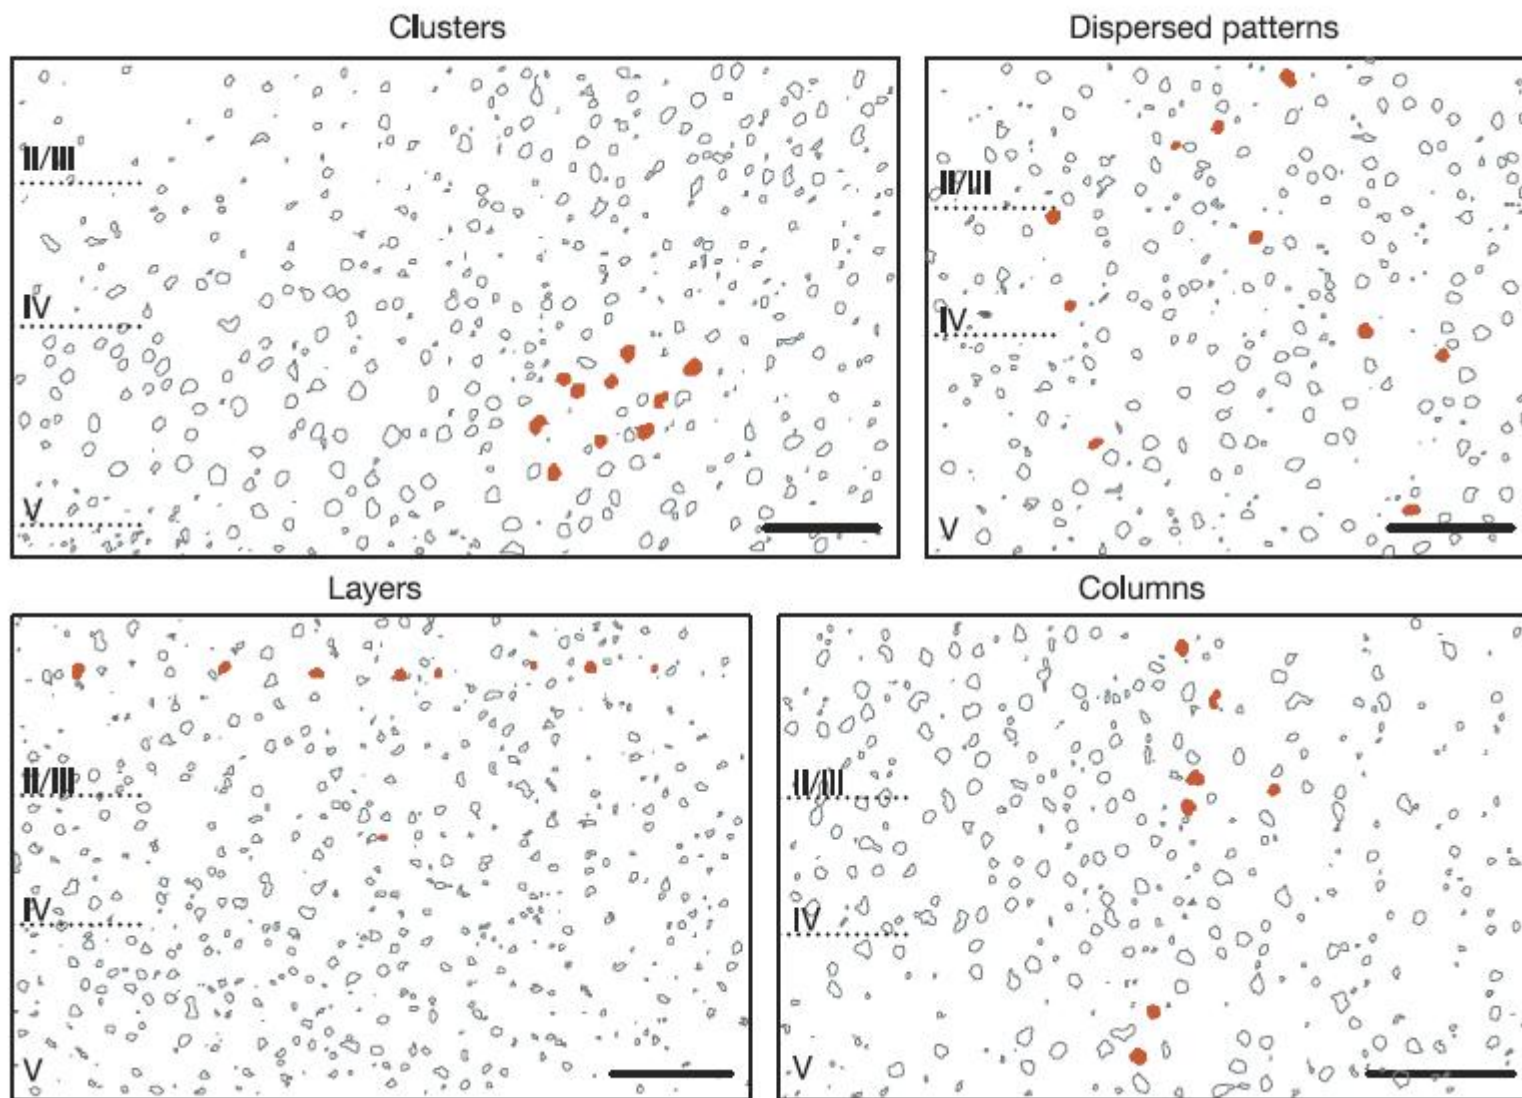 Clusters
Dispersed patterns
II/III
IV
V
II/III
IV
V
Layers
Columns
II/III
IV
V
II/III
IV
V